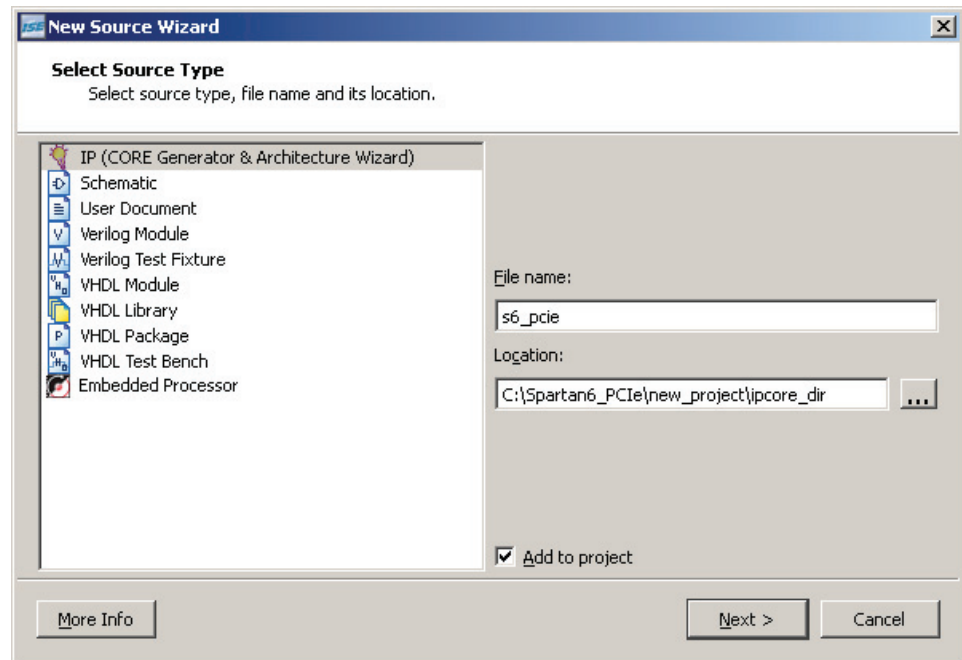 ISE New Source Wizard
Select Source Type
Select source type, file name and its location.
IP (CORE Generator & Architecture Wizard)
Schematic
User Document
Verilog Module
Verilog Test Fixture
VHDL Module
VHDL Library
VHDL Package
VHDL Test Bench
Embedded Processor
File name:
s6_pcie
Location:
C:\Spartan6_PCIe\new_project\ipcore_dir
...
Add to project
More Info
Next >
Cancel